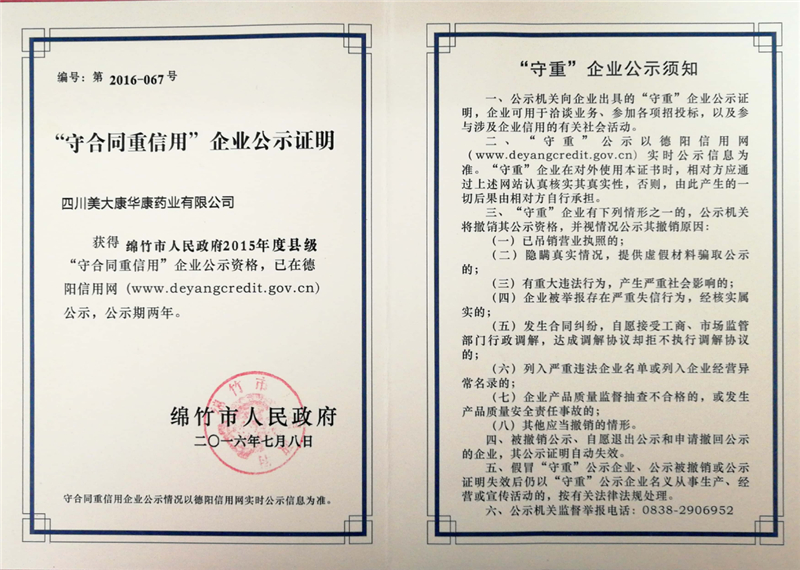 编号：第 2016-067 号
“守合同重信用”企业公示证明
四川美大康华康药业有限公司
获得 绵竹市人民政府2015年度县级
“守合同重信用”企业公示资格，已在德
阳信用网 (www.deyangcredit.gov.cn)
公示，公示期两年。
绵竹市人民政府
二〇一六年七月八日
守合同重信用企业公示情况以德阳信用网实时公示信息为准。
“守重”企业公示须知
一、公示机关向企业出具的“守重”企业公示证
明，企业可用于洽谈业务、参加各项招投标，以及参
与涉及企业信用的有关社会活动。
二、“守重”公示以德阳信用网
(www.deyangcredit.gov.cn) 实时公示信息为
准。“守重”企业在对外使用本证书时，相对方应通
过上述网站认真核实其真实性，否则，由此产生的一
切后果由相对方自行承担。
三、“守重”企业有下列情形之一的，公示机关
将撤销其公示资格，并视情况公示其撤销原因：
(一) 已吊销营业执照的；
(二) 隐瞒真实情况，提供虚假材料骗取公示
的；
(三) 有重大违法行为，产生严重社会影响的；
(四) 企业被举报存在严重失信行为，经核实属
实的；
(五) 发生合同纠纷，自愿接受工商、市场监管
部门行政调解，达成调解协议却拒不执行调解协议
的；
(六) 列入严重违法企业名单或列入企业经营异
常名录的；
(七) 企业产品质量监督抽查不合格的，或发生
产品质量安全责任事故的；
(八) 其他应当撤销的情形。
四、被撤销公示、自愿退出公示和申请撤回公示
的企业，其公示证明自动失效。
五、假冒“守重”公示企业、公示被撤销或公示
证明失效后仍以“守重”公示企业名义从事生产、经
营或宣传活动的，按有关法律法规处理。
六、公示机关监督举报电话：0838-2906952